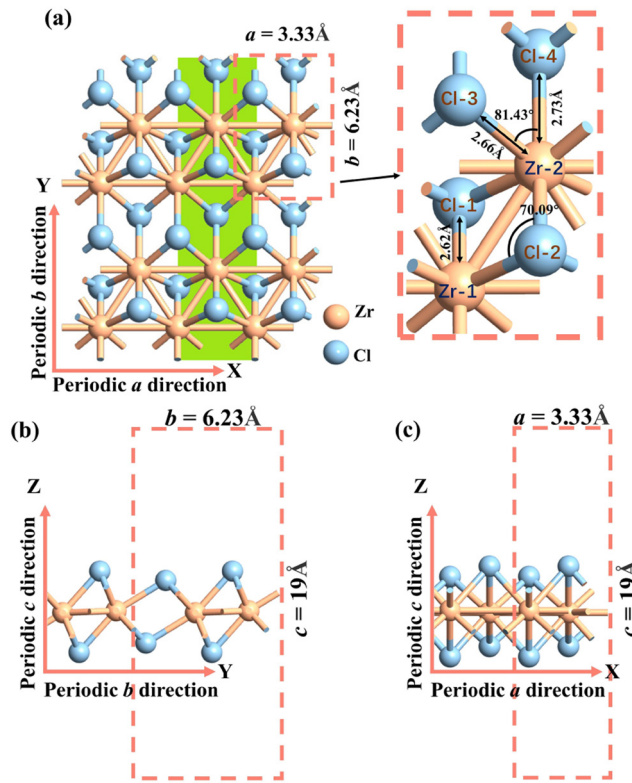 (a)
a = 3.33Å
b = 6.23Å
Y
Periodic b direction
X
Periodic a direction
Zr
Cl
Cl-4
Cl-3
81.43°
2.73Å
2.66Å
Zr-2
Cl-1
70.09°
2.62Å
Cl-2
Zr-1
(b)
b = 6.23Å
Z
Periodic c direction
c = 19Å
Y
Periodic b direction
(c)
a = 3.33Å
Z
Periodic c direction
c = 19Å
X
Periodic a direction